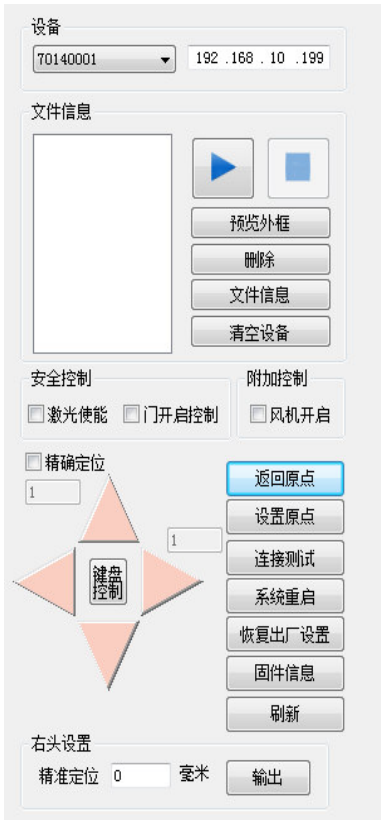 设备
70140001 192 .168 . 10 .199
文件信息
预览外框
删除
文件信息
清空设备
安全控制 附加控制
激光使能 门开启控制 风机开启
精确定位
返回原点
1
设置原点
1
连接测试
键盘
控制
系统重启
恢复出厂设置
固件信息
刷新
右头设置
精准定位 0 毫米 输出